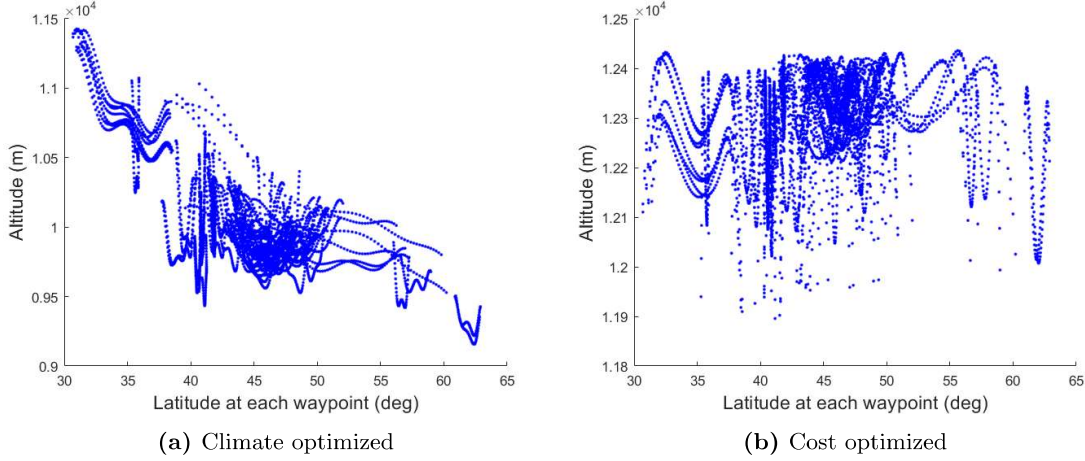 ×10⁴
1.15
1.1
1.05
1
0.95
0.9
30 35 40 45 50 55 60 65
Altitude (m)
Latitude at each waypoint (deg)
(a) Climate optimized
×10⁴
1.25
1.24
1.23
1.22
1.21
1.2
1.19
1.18
30 35 40 45 50 55 60 65
Altitude (m)
Latitude at each waypoint (deg)
(b) Cost optimized